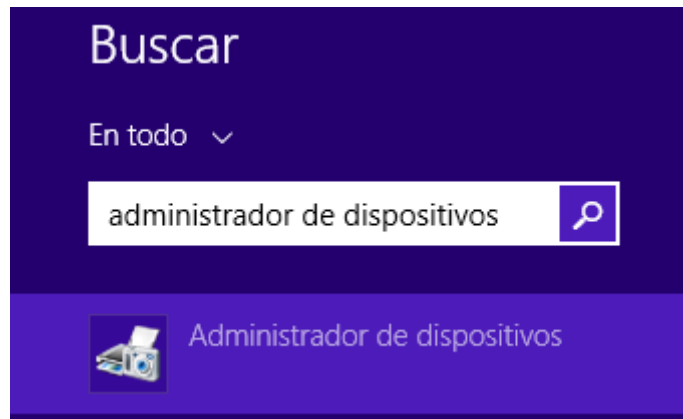 Buscar
En todo
administrador de dispositivos
Administrador de dispositivos